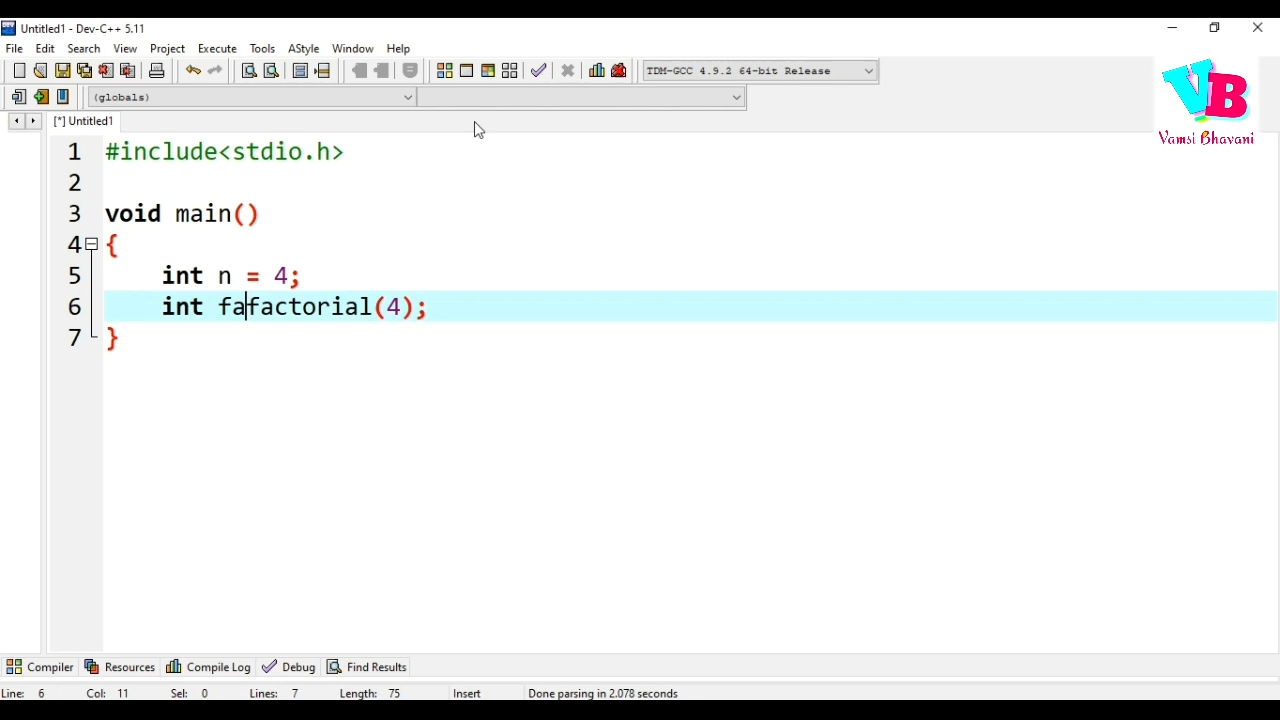 Untitled1 - Dev-C++ 5.11
File Edit Search View Project Execute Tools AStyle Window Help
TDM-GCC 4.9.2 64-bit Release
(globals)
[*] Untitled1
VB
Vamsi Bhavani
1 #include<stdio.h>
2
3 void main()
4 {
5 int n = 4;
6 int fafactorial(4);
7 }
Compiler Resources Compile Log Debug Find Results
Line: 6 Col: 11 Sel: 0 Lines: 7 Length: 75 Insert Done parsing in 2.078 seconds